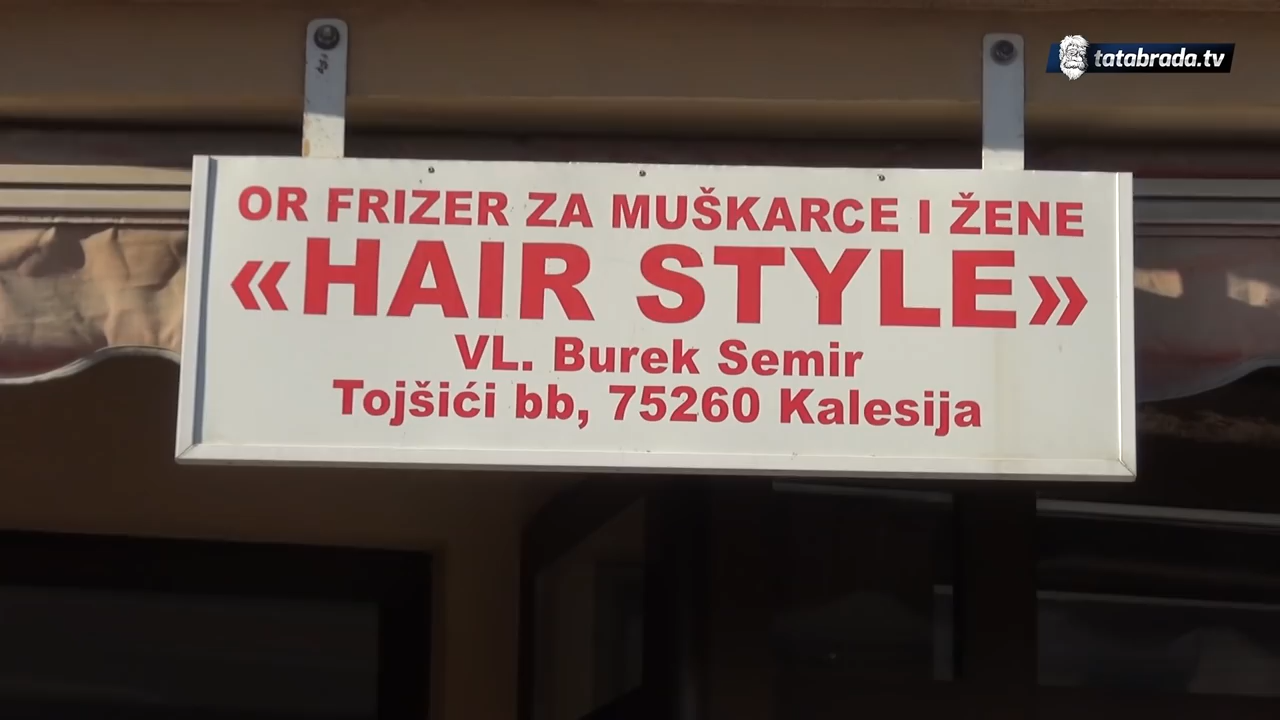 tatabrada.tv
OR FRIZER ZA MUŠKARCE I ŽENE
«HAIR STYLE»
VL. Burek Semir
Tojšići bb, 75260 Kalesija